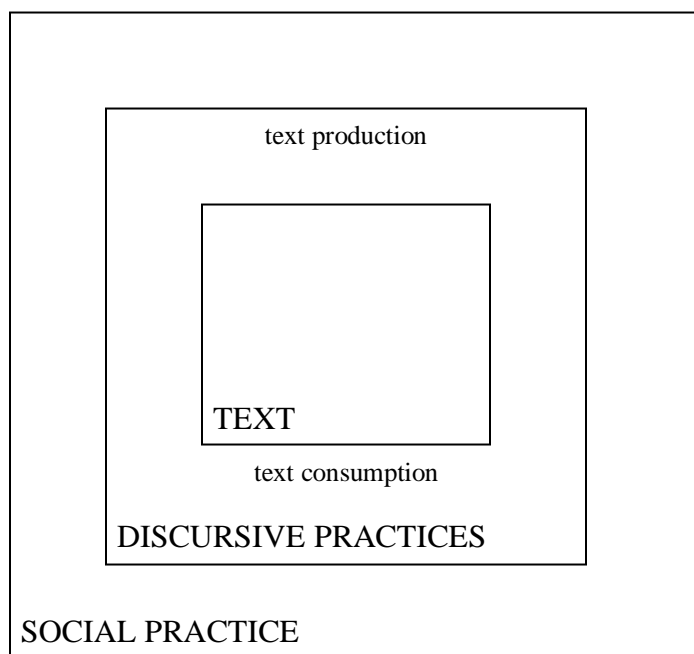 text production
TEXT
text consumption
DISCURSIVE PRACTICES
SOCIAL PRACTICE